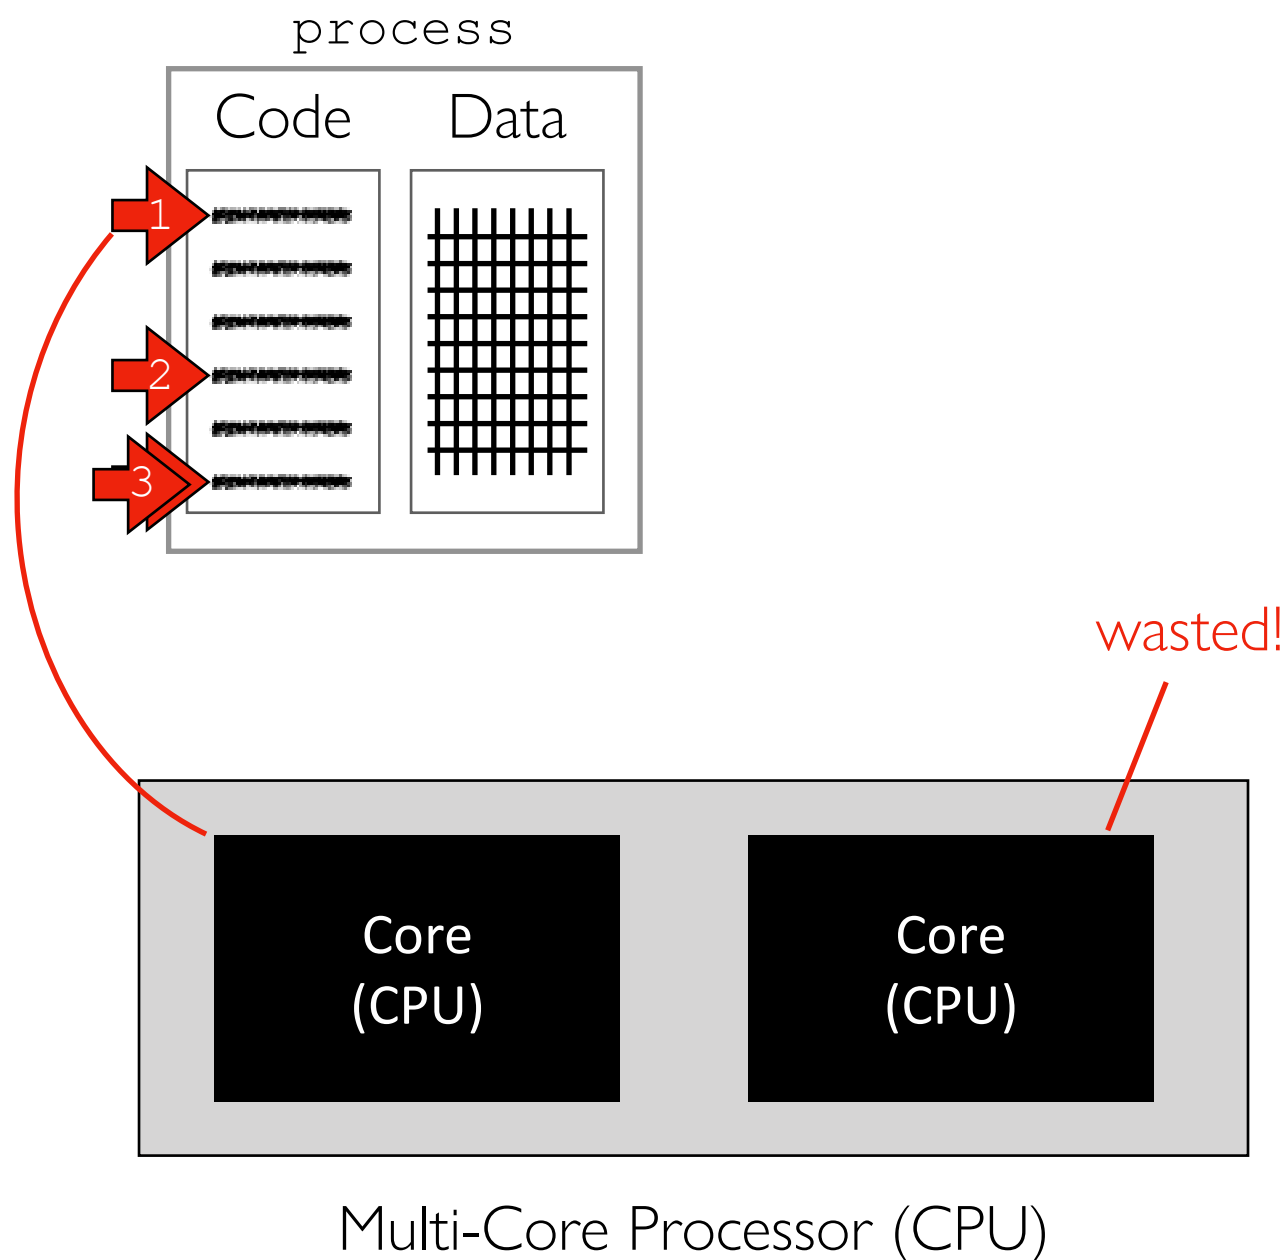 process
Code Data
1
2
3
wasted!
Core
(CPU)
Core
(CPU)
Multi-Core Processor (CPU)